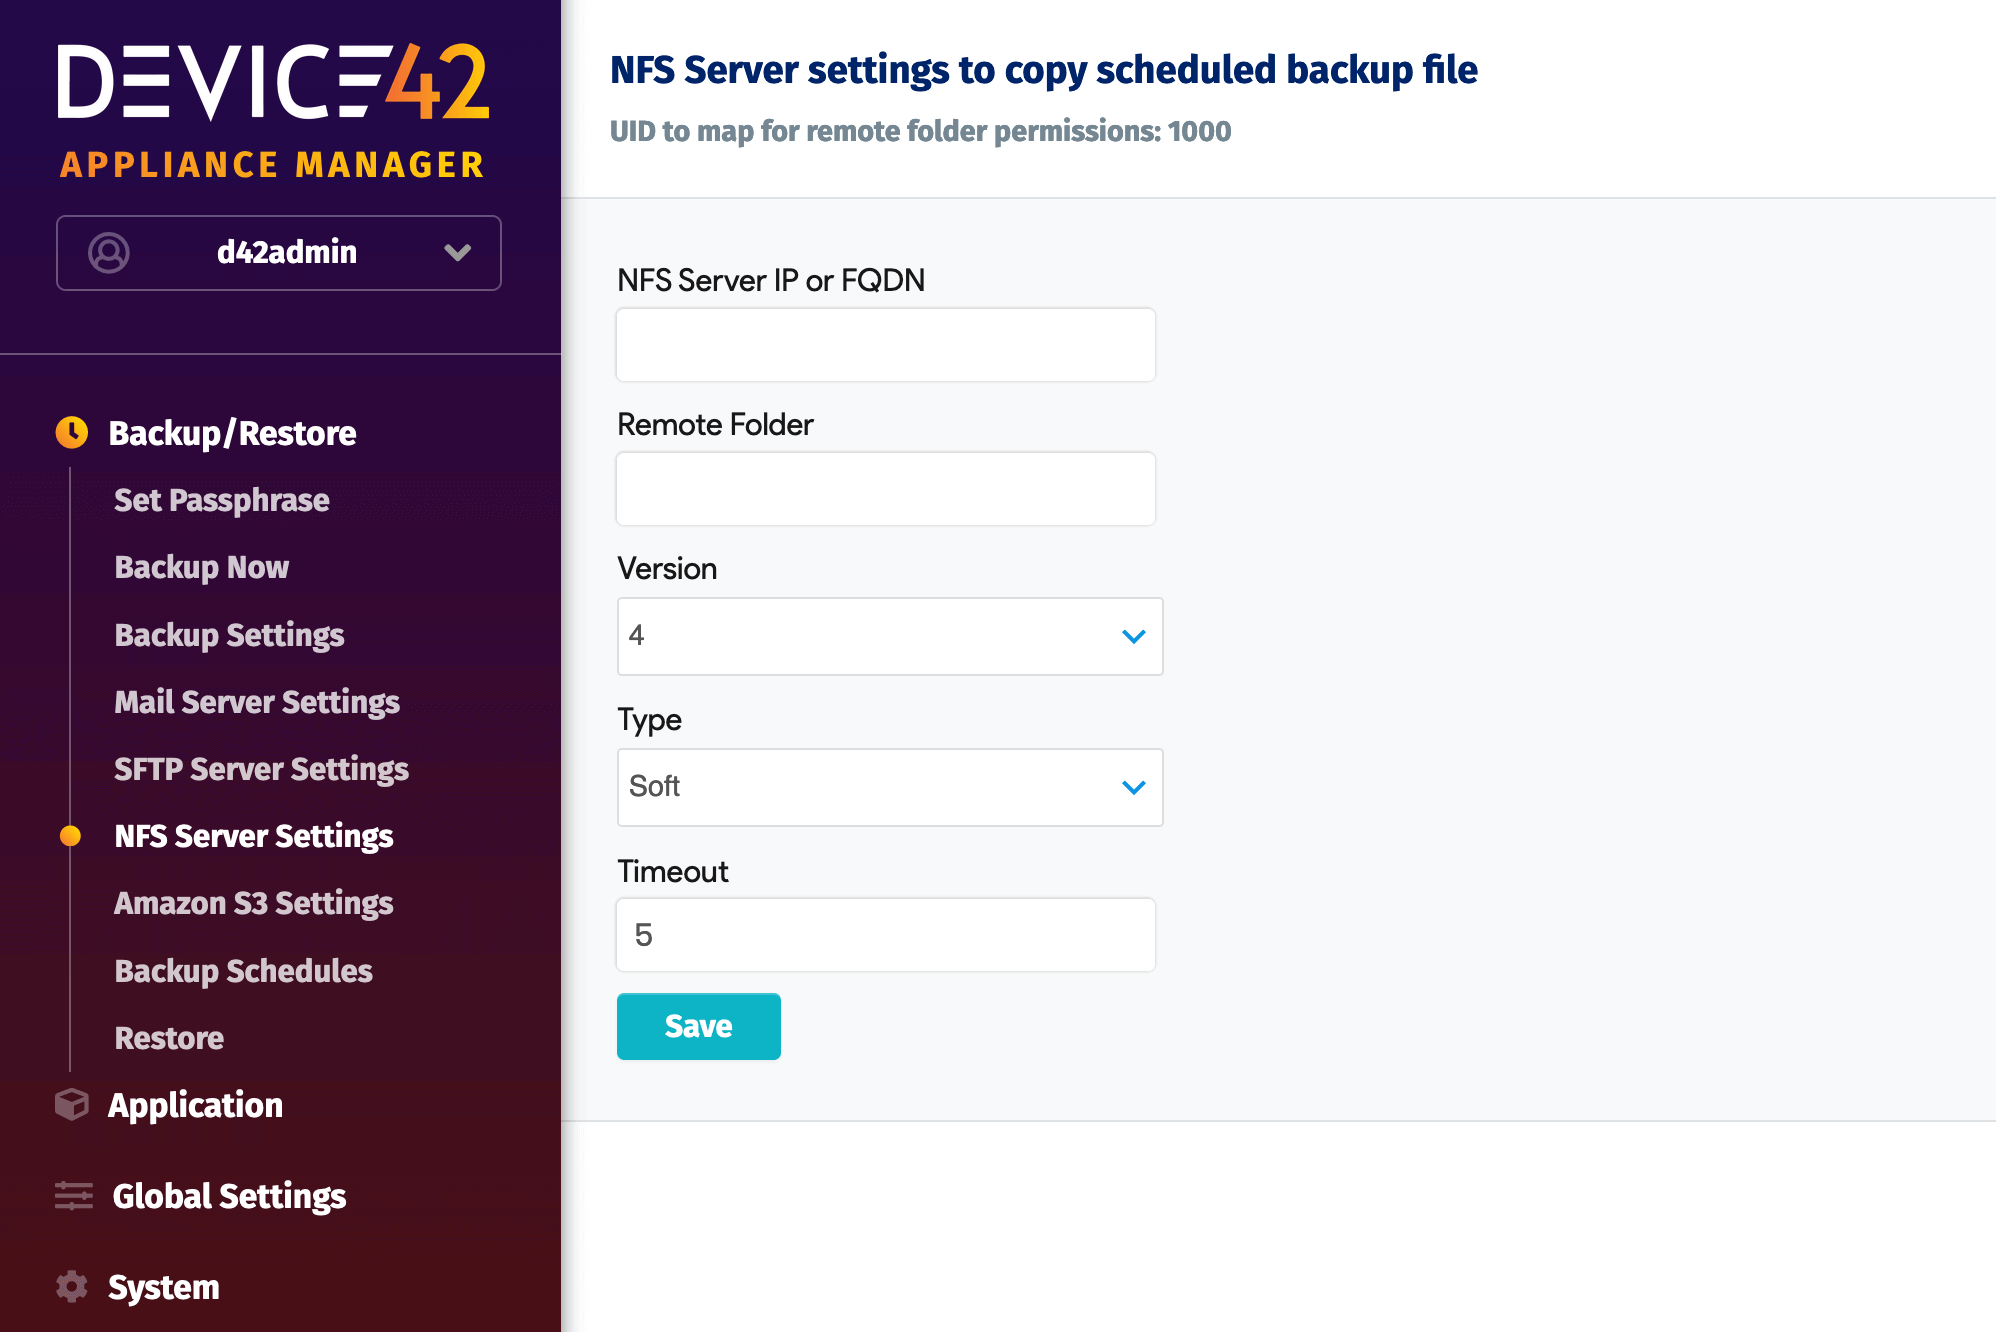 DEVICE42
APPLIANCE MANAGER
d42admin
Backup/Restore
Set Passphrase
Backup Now
Backup Settings
Mail Server Settings
SFTP Server Settings
NFS Server Settings
Amazon S3 Settings
Backup Schedules
Restore
Application
Global Settings
System
NFS Server settings to copy scheduled backup file
UID to map for remote folder permissions: 1000
NFS Server IP or FQDN
Remote Folder
Version
4
Type
Soft
Timeout
5
Save